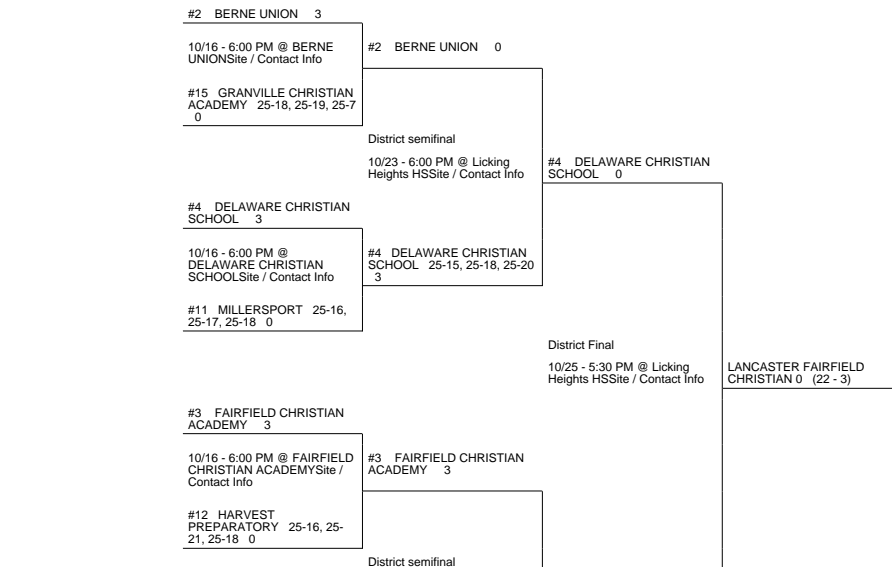 #2 BERNE UNION 3
10/16 - 6:00 PM @ BERNE
UNIONSite / Contact Info
#15 GRANVILLE CHRISTIAN
ACADEMY 25-18, 25-19, 25-7
0
#2 BERNE UNION 0
District semifinal
10/23 - 6:00 PM @ Licking
Heights HSSite / Contact Info
#4 DELAWARE CHRISTIAN
SCHOOL 0
#4 DELAWARE CHRISTIAN
SCHOOL 3
10/16 - 6:00 PM @
DELAWARE CHRISTIAN
SCHOOLSite / Contact Info
#11 MILLERSPORT 25-16,
25-17, 25-18 0
#4 DELAWARE CHRISTIAN
SCHOOL 25-15, 25-18, 25-20
3
District Final
10/25 - 5:30 PM @ Licking
Heights HSSite / Contact Info
LANCASTER FAIRFIELD
CHRISTIAN 0 (22 - 3)
#3 FAIRFIELD CHRISTIAN
ACADEMY 3
10/16 - 6:00 PM @ FAIRFIELD
CHRISTIAN ACADEMYSite /
Contact Info
#12 HARVEST
PREPARATORY 25-16, 25-
21, 25-18 0
#3 FAIRFIELD CHRISTIAN
ACADEMY 3
District semifinal